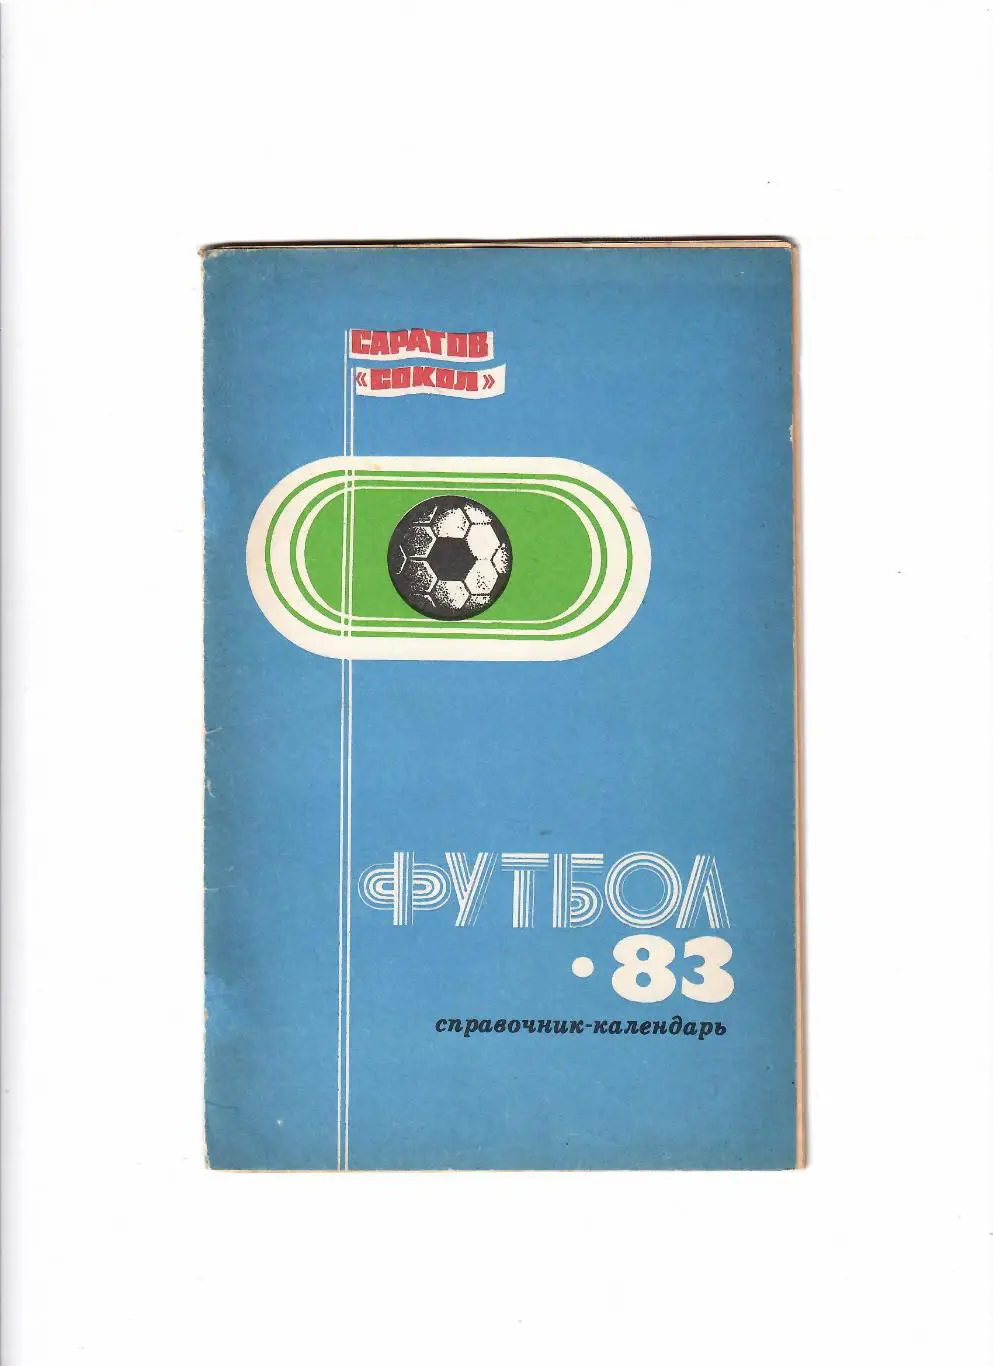 САРАТОВ
«СОКОЛ»
ФУТБОЛ
·83
справочник-календарь